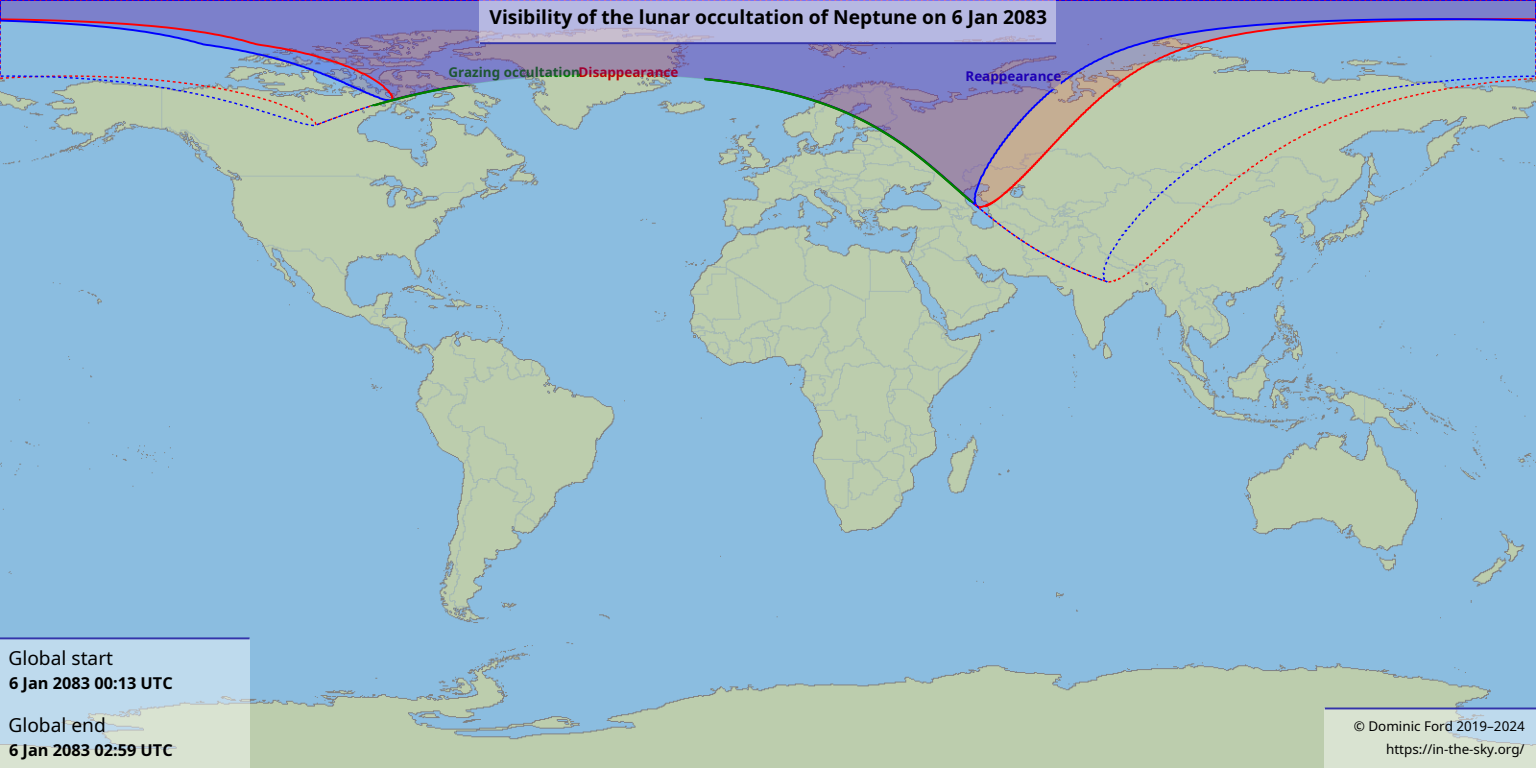 Visibility of the lunar occultation of Neptune on 6 Jan 2083
Grazing occultation
Disappearance
Reappearance
Global start
6 Jan 2083 00:13 UTC
Global end
6 Jan 2083 02:59 UTC
© Dominic Ford 2019–2024
https://in-the-sky.org/